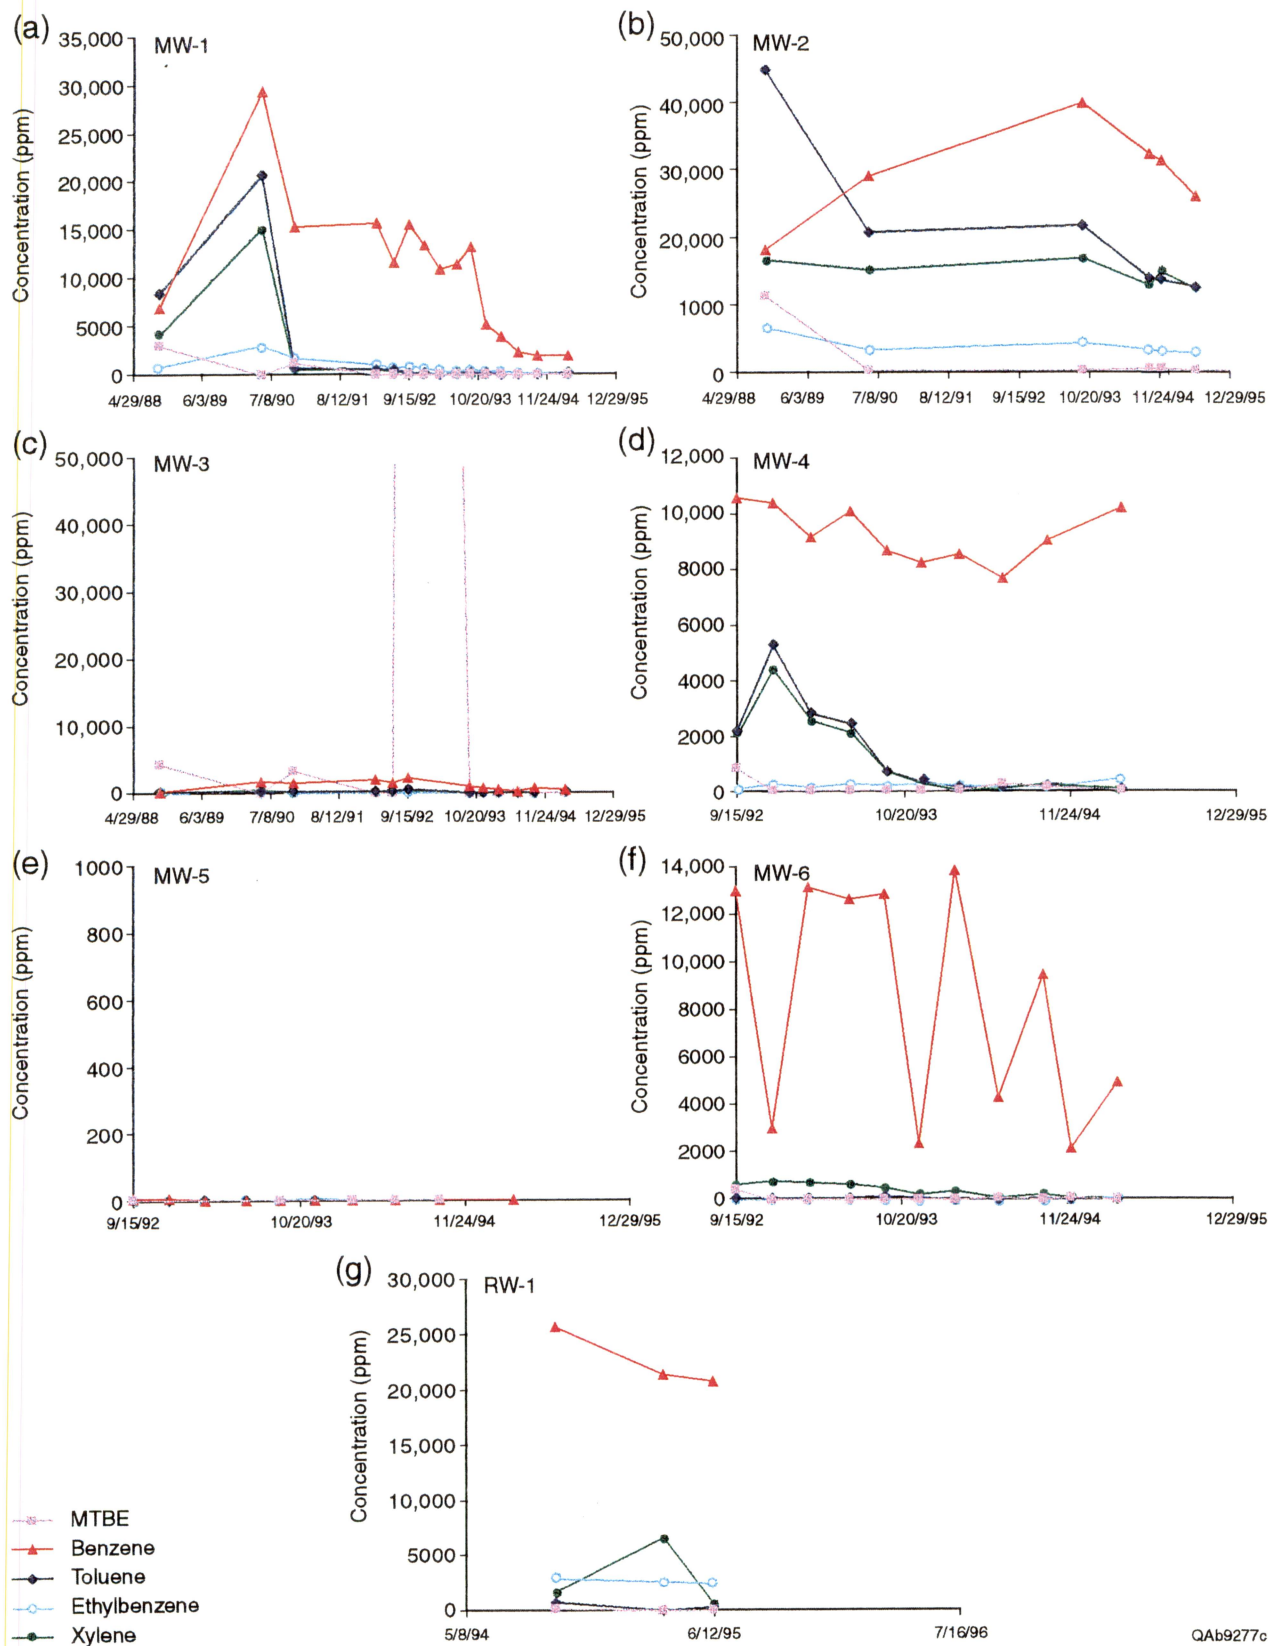 (a)
MW-1
Concentration (ppm)
35,000
30,000
25,000
20,000
15,000
10,000
5000
0
4/29/88 6/3/89 7/8/90 8/12/91 9/15/92 10/20/93 11/24/94 12/29/95
(b)
MW-2
Concentration (ppm)
50,000
40,000
30,000
20,000
1000
0
4/29/88 6/3/89 7/8/90 8/12/91 9/15/92 10/20/93 11/24/94 12/29/95
(c)
MW-3
Concentration (ppm)
50,000
40,000
30,000
20,000
10,000
0
4/29/88 6/3/89 7/8/90 8/12/91 9/15/92 10/20/93 11/24/94 12/29/95
(d)
MW-4
Concentration (ppm)
12,000
10,000
8000
6000
4000
2000
0
9/15/92 10/20/93 11/24/94 12/29/95
(e)
MW-5
Concentration (ppm)
1000
800
600
400
200
0
9/15/92 10/20/93 11/24/94 12/29/95
(f)
MW-6
Concentration (ppm)
14,000
12,000
10,000
8000
6000
4000
2000
0
9/15/92 10/20/93 11/24/94 12/29/95
(g)
RW-1
Concentration (ppm)
30,000
25,000
20,000
15,000
10,000
5000
0
5/8/94 6/12/95 7/16/96
MTBE
Benzene
Toluene
Ethylbenzene
Xylene
QAb9277c